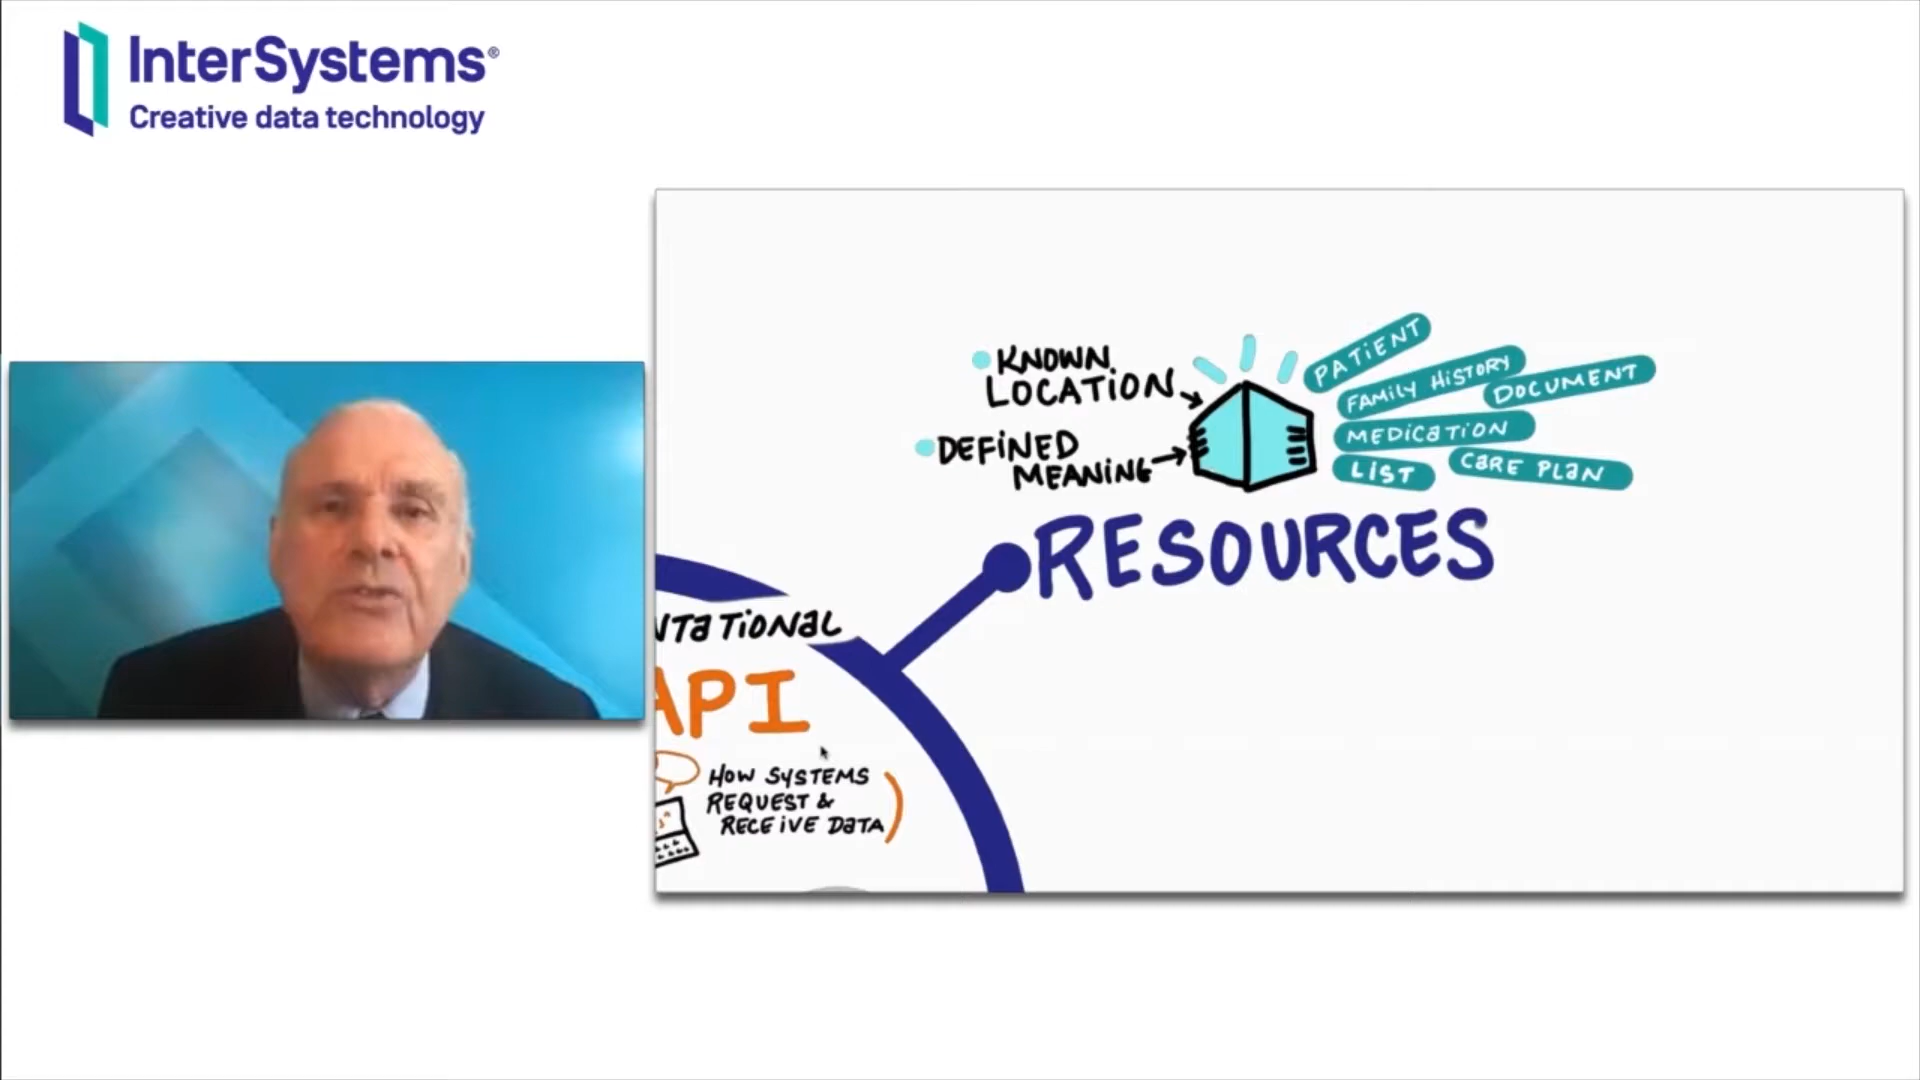 InterSystems®
Creative data technology
KNOWN
LOCATION
DEFINED
MEANING
PATIENT
FAMILY HISTORY
DOCUMENT
MEDICATION
LIST
CARE PLAN
RESOURCES
NTATIONAL
API
HOW SYSTEMS
REQUEST &
RECEIVE DATA